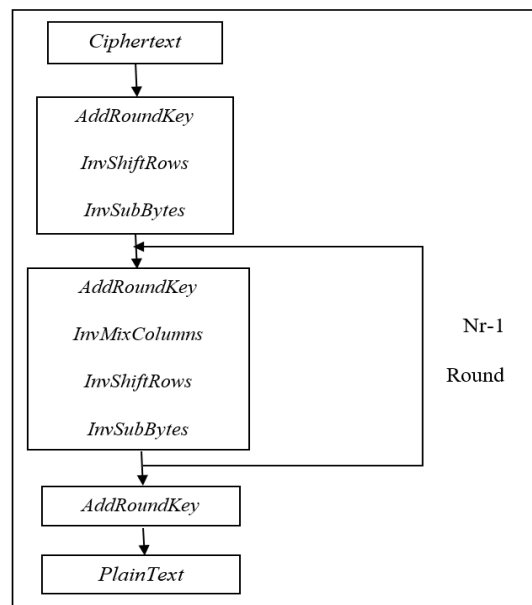 Ciphertext
AddRoundKey
InvShiftRows
InvSubBytes
AddRoundKey
InvMixColumns
InvShiftRows
InvSubBytes
Nr-1
Round
AddRoundKey
PlainText